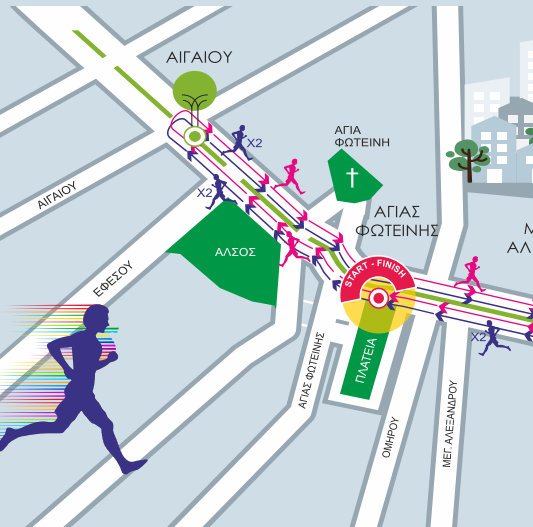 ΑΙΓΑΙΟΥ
X2
ΑΓΙΑ
ΦΩΤΕΙΝΗ
X2
ΑΙΓΑΙΟΥ
ΑΓΙΑΣ
ΦΩΤΕΙΝΗΣ
ΑΛΣΟΣ
START - FINISH
ΕΦΕΣΟΥ
X2
ΠΛΑΤΕΙΑ
ΑΓΙΑΣ ΦΩΤΕΙΝΗΣ
ΟΜΗΡΟΥ
ΜΕΓ. ΑΛΕΞΑΝΔΡΟΥ